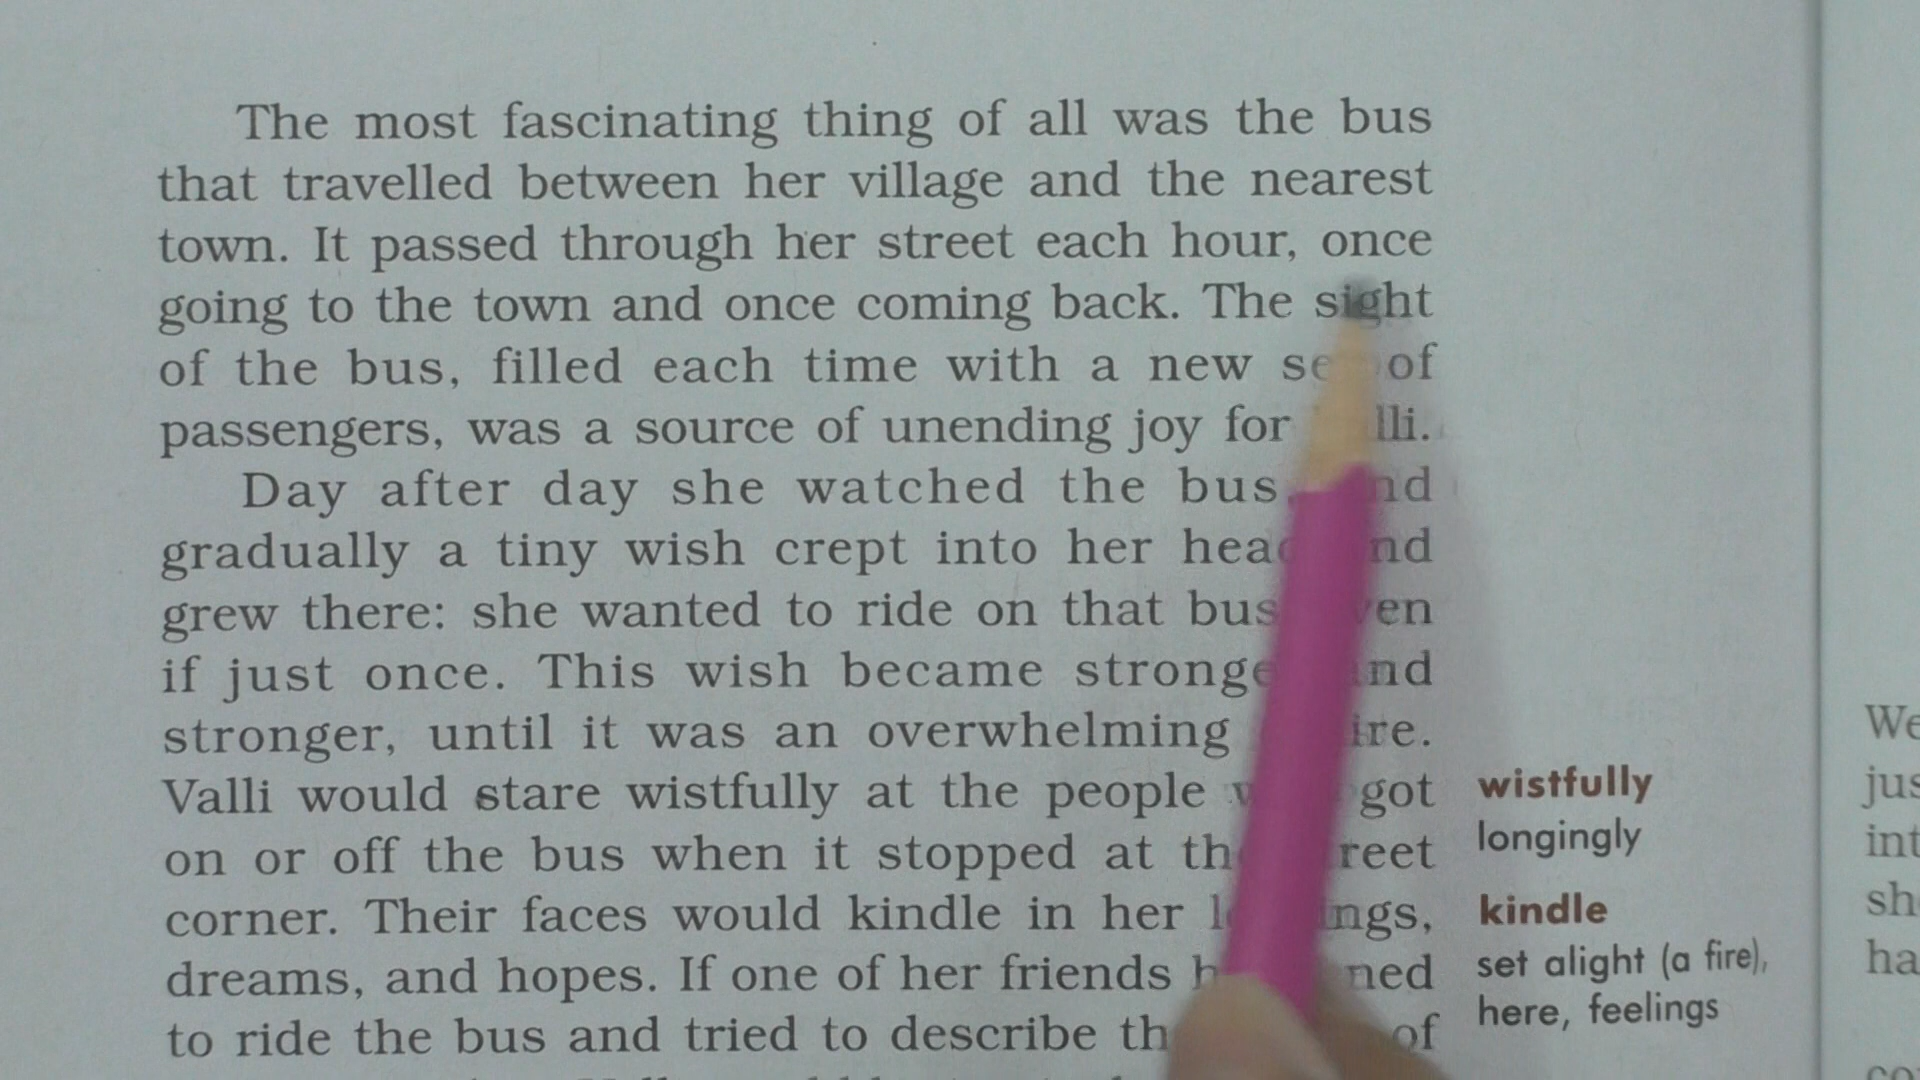 The most fascinating thing of all was the bus
that travelled between her village and the nearest
town. It passed through her street each hour, once
going to the town and once coming back. The sight
of the bus, filled each time with a new of
passengers, was a source of unending joy for
Day after day she watched the bus
gradually a tiny wish crept into her
grew there: she wanted to ride on that bus
if just once. This wish became
stronger, until it was an overwhelming
Valli would stare wistfully at the people got
on or off the bus when it stopped at
corner. Their faces would kindle in her
dreams, and hopes. If one of her friends
to ride the bus and tried to describe of
wistfully
longingly
kindle
set alight (a fire),
here, feelings